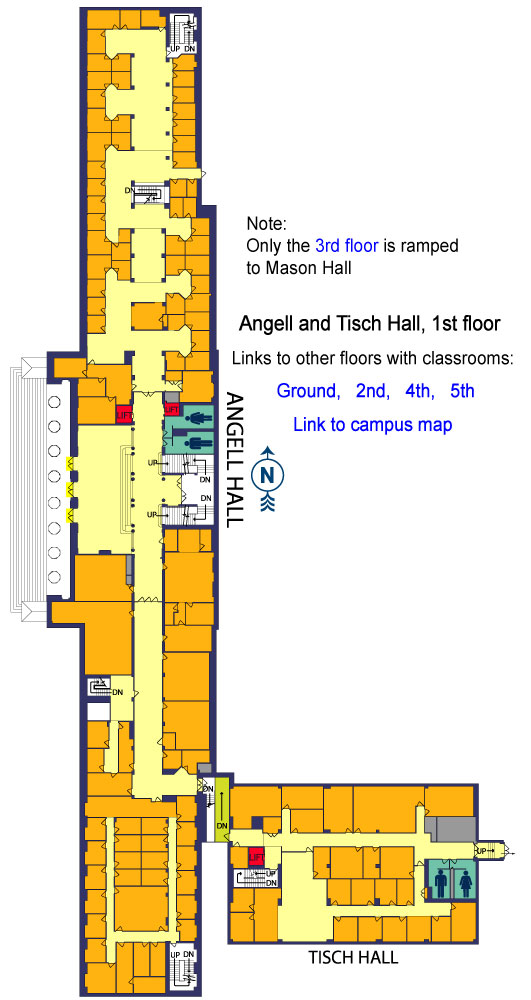 UP DN
DN
Note:
Only the 3rd floor is ramped
to Mason Hall
Angell and Tisch Hall, 1st floor
Links to other floors with classrooms:
Ground, 2nd, 4th, 5th
Link to campus map
LIFT
LIFT
ANGELL HALL
N
UP
DN
DN
UP
DN
DN
DN
UP
LIFT
UP
DN
TISCH HALL
UP DN